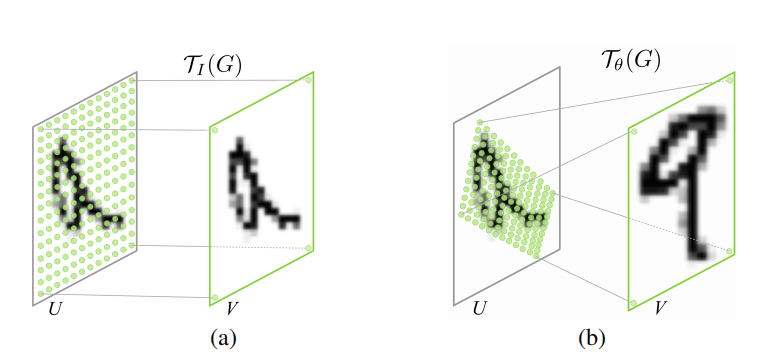 𝒯_I(G)
𝒯_θ(G)
U
V
U
V
(a)
(b)